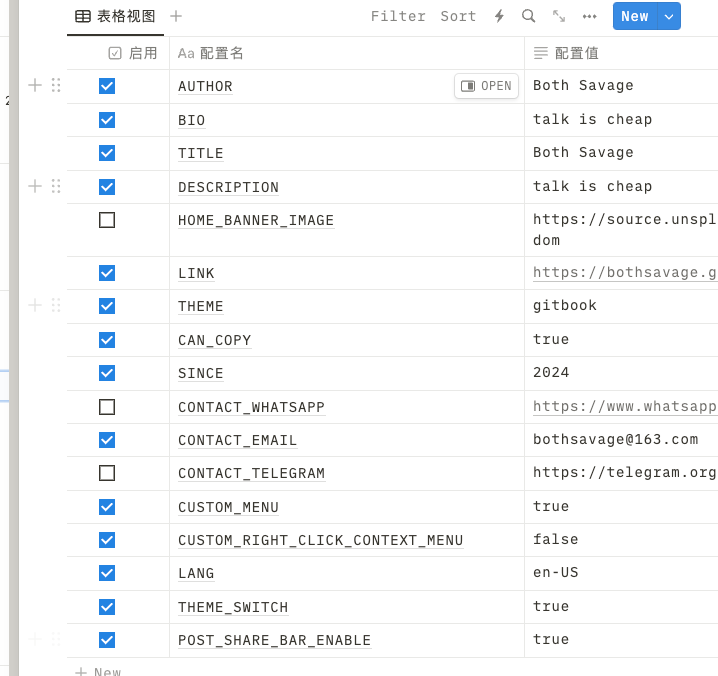 表格视图 Filter Sort New
启用 Aa 配置名 配置值
AUTHOR OPEN Both Savage
BIO talk is cheap
TITLE Both Savage
DESCRIPTION talk is cheap
HOME_BANNER_IMAGE https://source.unspl
dom
LINK https://bothsavage.g
THEME gitbook
CAN_COPY true
SINCE 2024
CONTACT_WHATSAPP https://www.whatsapp
CONTACT_EMAIL bothsavage@163.com
CONTACT_TELEGRAM https://telegram.org
CUSTOM_MENU true
CUSTOM_RIGHT_CLICK_CONTEXT_MENU false
LANG en-US
THEME_SWITCH true
POST_SHARE_BAR_ENABLE true
New